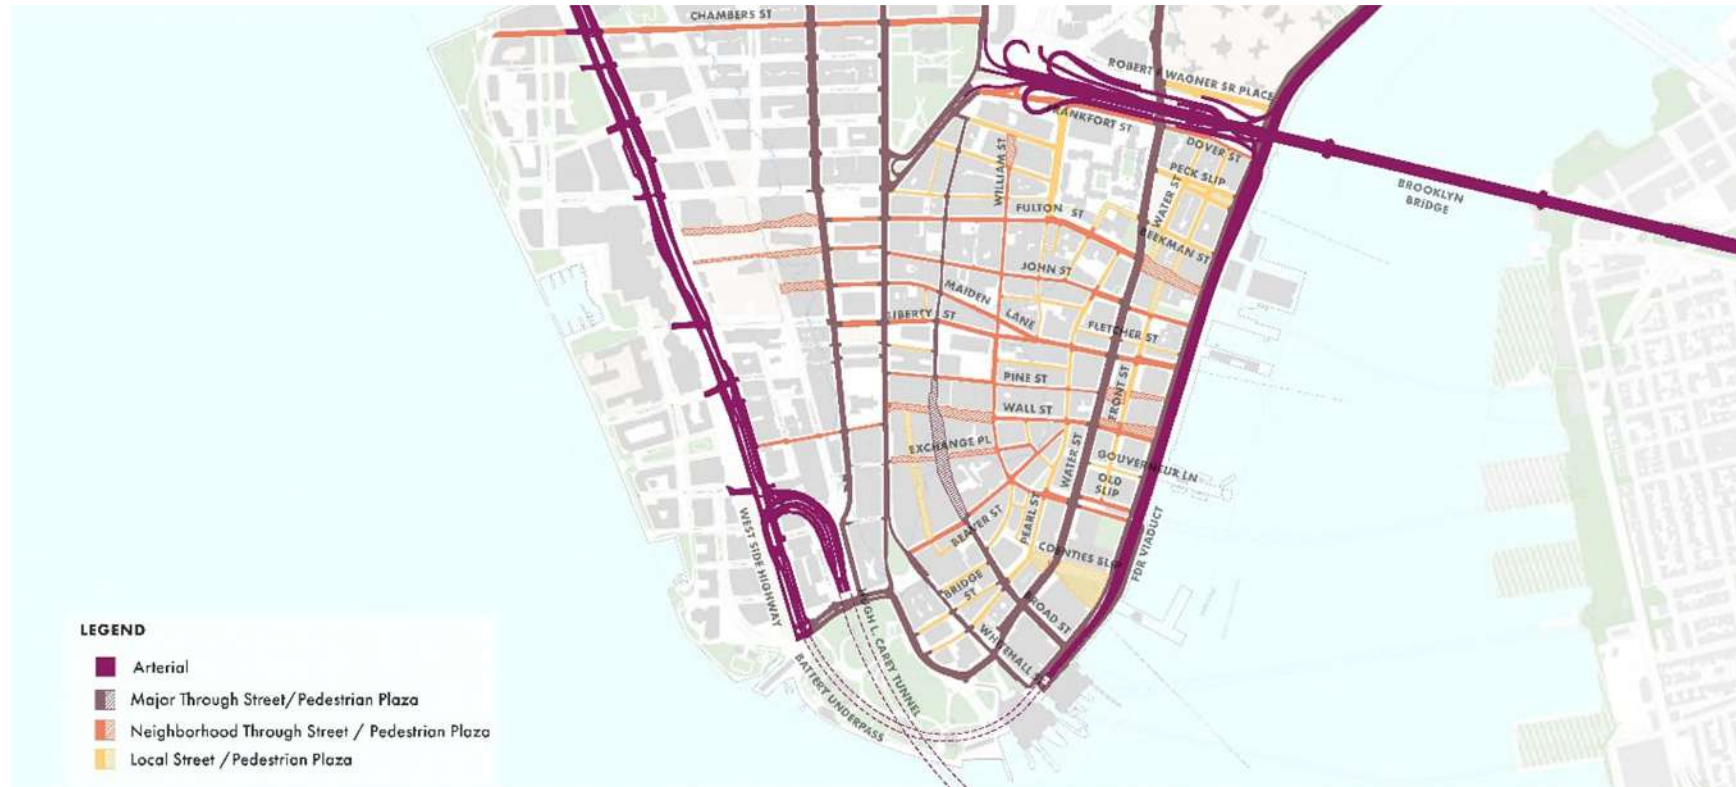 CHAMBERS ST
ROBERT F WAGNER SR PLACE
FRANKFORT ST
DOVER ST
PECK SLIP
BROOKLYN
BRIDGE
WILLIAM ST
WATER ST
FULTON ST
BEEKMAN ST
JOHN ST
MAIDEN
LANE
LIBERTY ST
FLETCHER ST
PINE ST
FRONT ST
WALL ST
EXCHANGE PL
WATER ST
GOUVERNEUR LN
OLD
SLIP
PEARL ST
BEAVER ST
WEST SIDE HIGHWAY
COENTIES SLIP
FDR VIADUCT
BRIDGE
ST
BROAD ST
HUGH L. CAREY TUNNEL
WHITEHALL ST
BATTERY UNDERPASS
LEGEND
Arterial
Major Through Street/Pedestrian Plaza
Neighborhood Through Street / Pedestrian Plaza
Local Street /Pedestrian Plaza